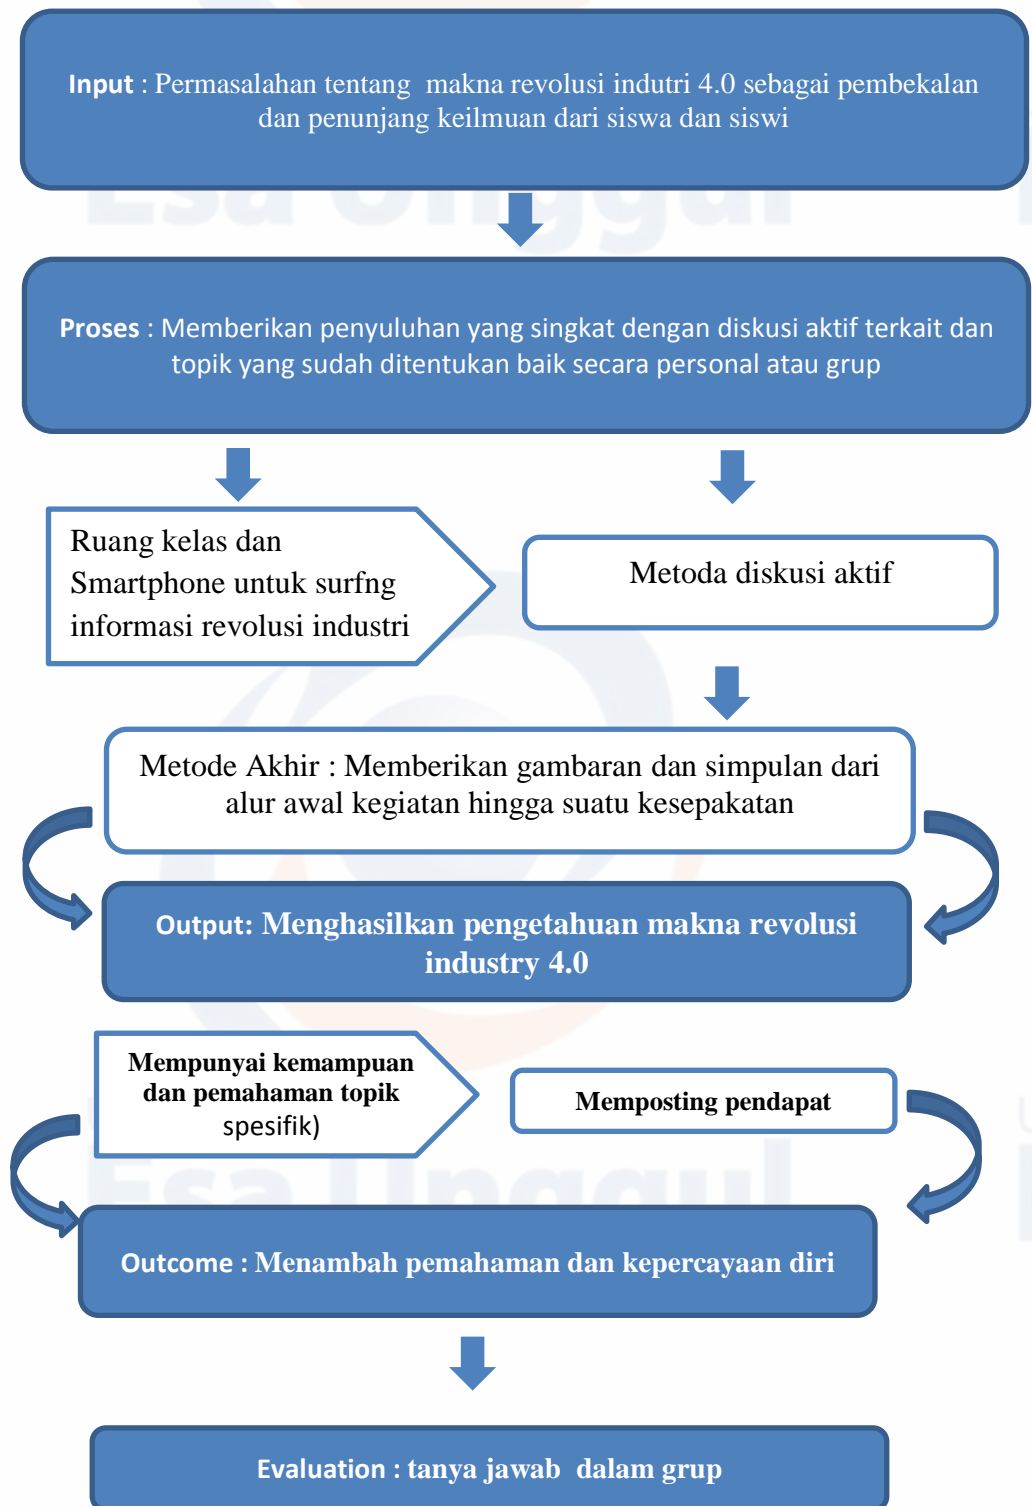 Esa Unggul
Input : Permasalahan tentang makna revolusi indutri 4.0 sebagai pembekalan
dan penunjang keilmuan dari siswa dan siswi
Proses : Memberikan penyuluhan yang singkat dengan diskusi aktif terkait dan
topik yang sudah ditentukan baik secara personal atau grup
Ruang kelas dan
Smartphone untuk surfng
informasi revolusi industri
Metoda diskusi aktif
Metode Akhir : Memberikan gambaran dan simpulan dari
alur awal kegiatan hingga suatu kesepakatan
Output: Menghasilkan pengetahuan makna revolusi
industry 4.0
Mempunyai kemampuan
dan pemahaman topik
spesifik)
Memposting pendapat
Esa Unggul
Outcome : Menambah pemahaman dan kepercayaan diri
Evaluation : tanya jawab dalam grup